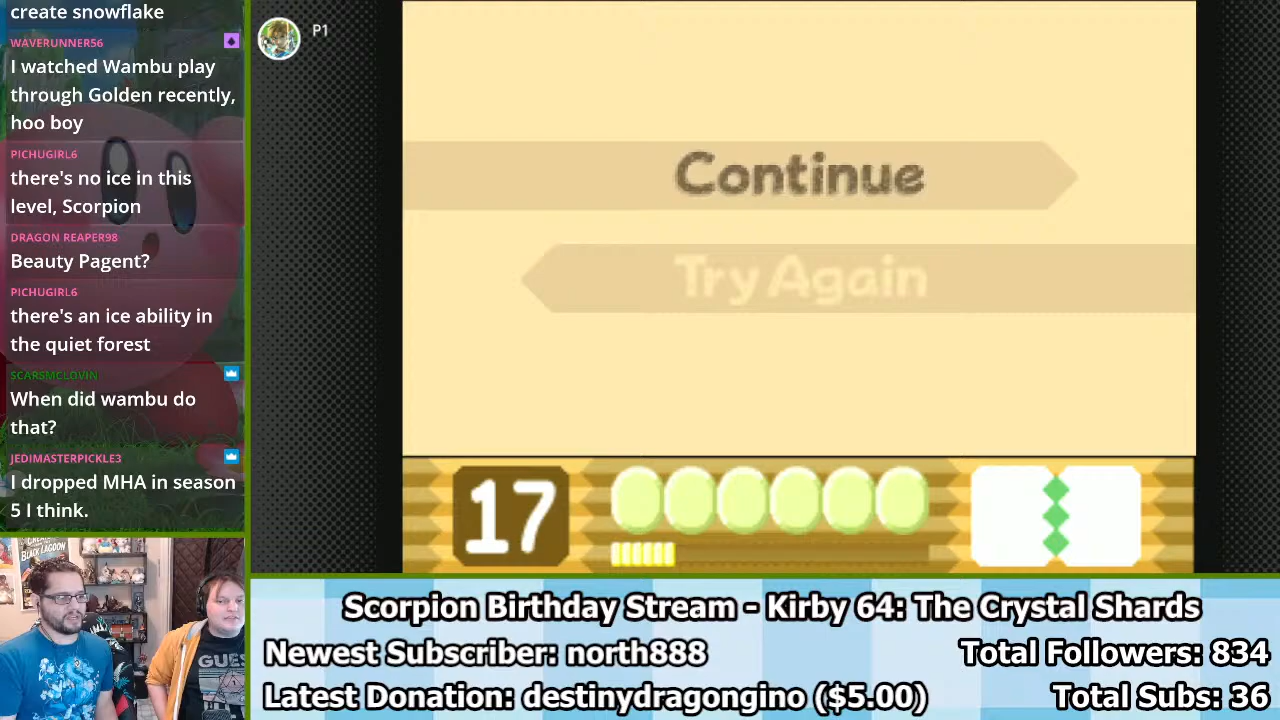 create snowflake
WAVERUNNER56
I watched Wambu play
through Golden recently,
hoo boy
PICHUGIRL6
there's no ice in this
level, Scorpion
DRAGON REAPER98
Beauty Pagent?
PICHUGIRL6
there's an ice ability in
the quiet forest
SCARSMCLOVIN
When did wambu do
that?
JEDIMASTERPICKLE3
I dropped MHA in season
5 I think.
P1
Continue
Try Again
17
BLACK LAGOON
GUES
Scorpion Birthday Stream - Kirby 64: The Crystal Shards
Newest Subscriber: north888
Total Followers: 834
Latest Donation: destinydragongino ($5.00)
Total Subs: 36